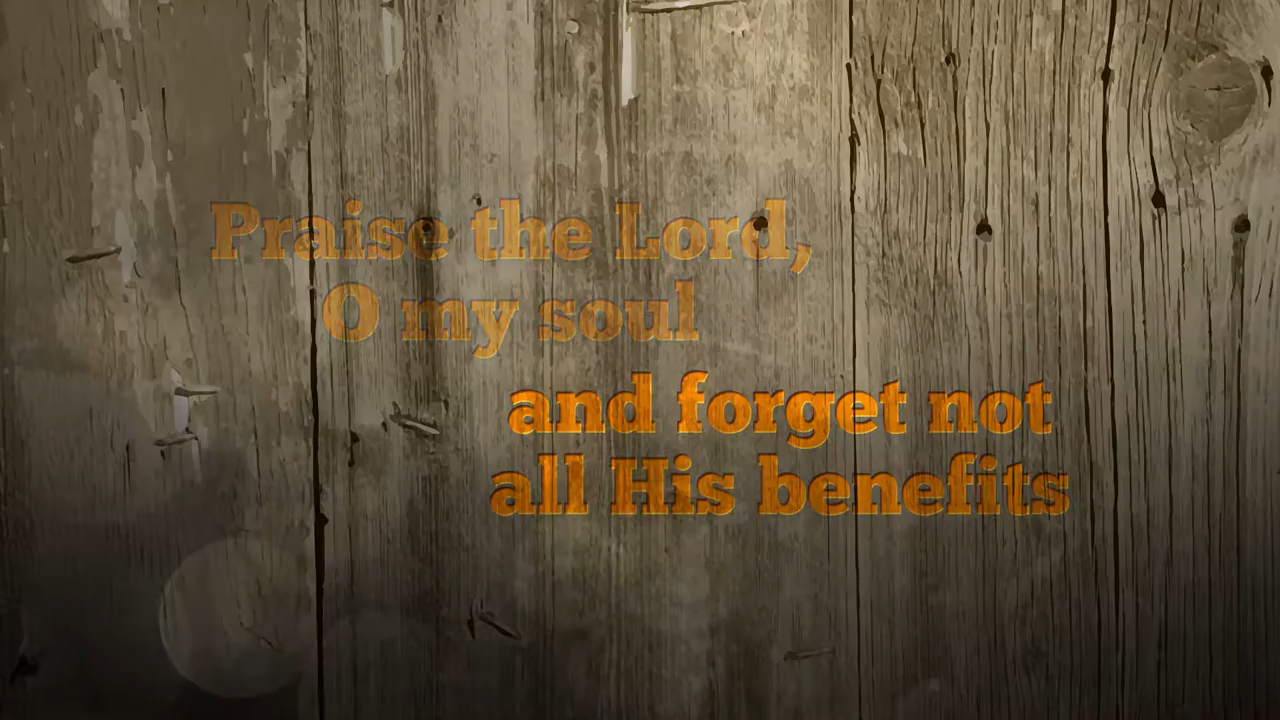 Praise the Lord,
O my soul
and forget not
all His benefits